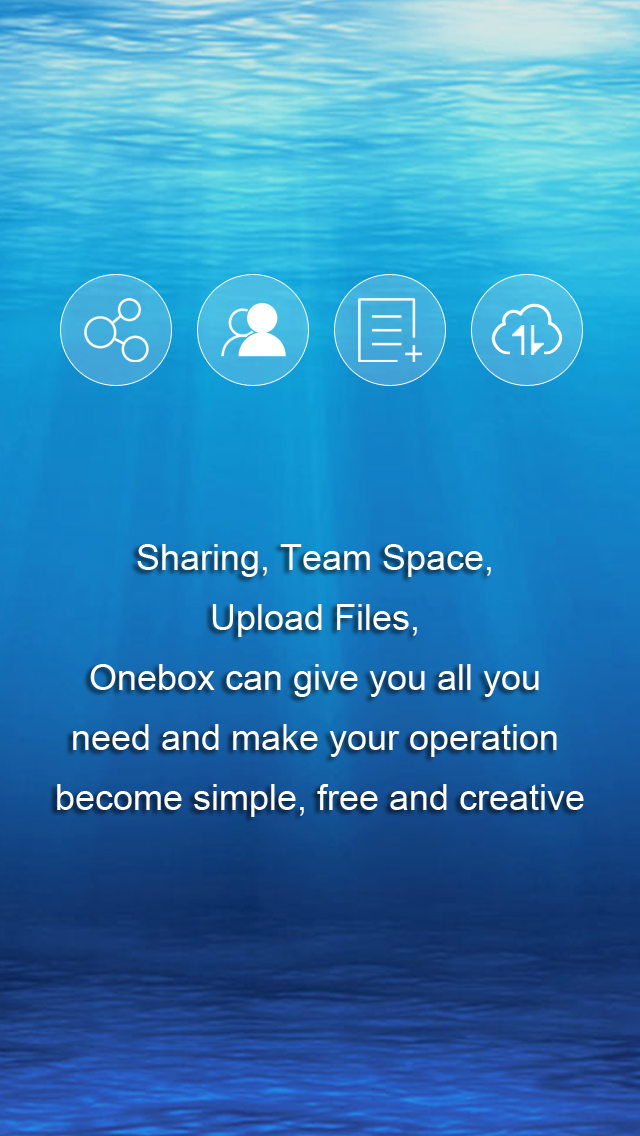 Sharing, Team Space,
Upload Files,
Onebox can give you all you
need and make your operation
become simple, free and creative